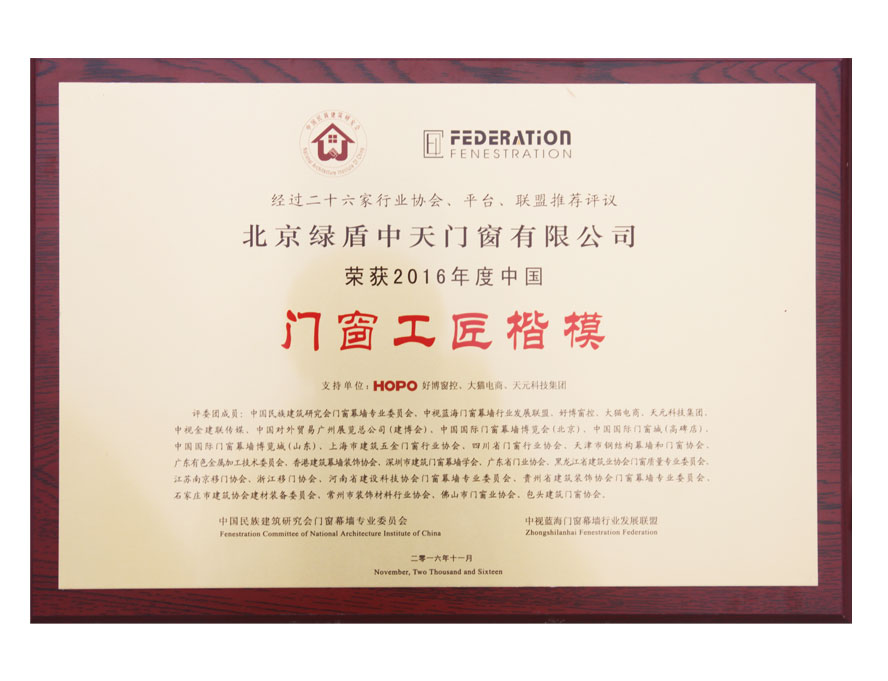 中国民族建筑研究会
National Architecture Institute of China
FEDERATION
FENESTRATION
经过二十六家行业协会、平台、联盟推荐评议
北京绿盾中天门窗有限公司
荣获2016年度中国
门窗工匠楷模
支持单位：HOPO 好博窗控、大猫电商、天元科技集团
评委团成员：中国民族建筑研究会门窗幕墙专业委员会、中视蓝海门窗幕墙行业发展联盟、好博窗控、大猫电商、天元科技集团、
中视金建联传媒、中国对外贸易广州展览总公司(建博会)、中国国际门窗幕墙博览会(北京)、中国国际门窗城(高碑店)、
中国国际门窗幕墙博览城(山东)、上海市建筑五金门窗行业协会、四川省门窗行业协会、天津市钢结构幕墙和门窗协会、
广东有色金属加工技术委员会、香港建筑幕墙装饰协会、深圳市建筑门窗幕墙学会、广东省门业协会、黑龙江省建筑业协会门窗质量专业委员会、
江苏南京移门协会、浙江移门协会、河南省建设科技协会门窗幕墙专业委员会、贵州省建筑装饰协会门窗幕墙专业委员会、
石家庄市建筑协会建材装备委员会、常州市装饰材料行业协会、佛山市门窗业协会、包头建筑门窗协会。
中国民族建筑研究会门窗幕墙专业委员会
Fenestration Committee of National Architecture Institute of China
中视蓝海门窗幕墙行业发展联盟
Zhongshilanhai Fenestration Federation
二零一六年十一月
November, Two Thousand and Sixteen